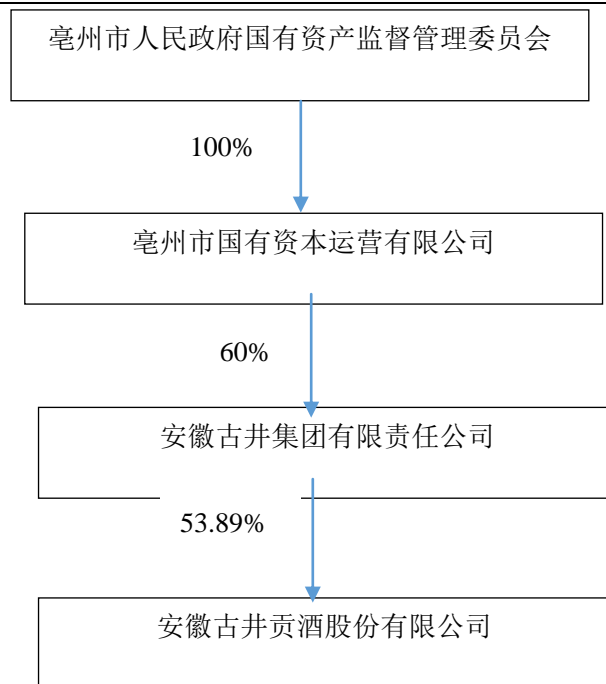 亳州市人民政府国有资产监督管理委员会
100%
亳州市国有资本运营有限公司
60%
安徽古井集团有限责任公司
53.89%
安徽古井贡酒股份有限公司